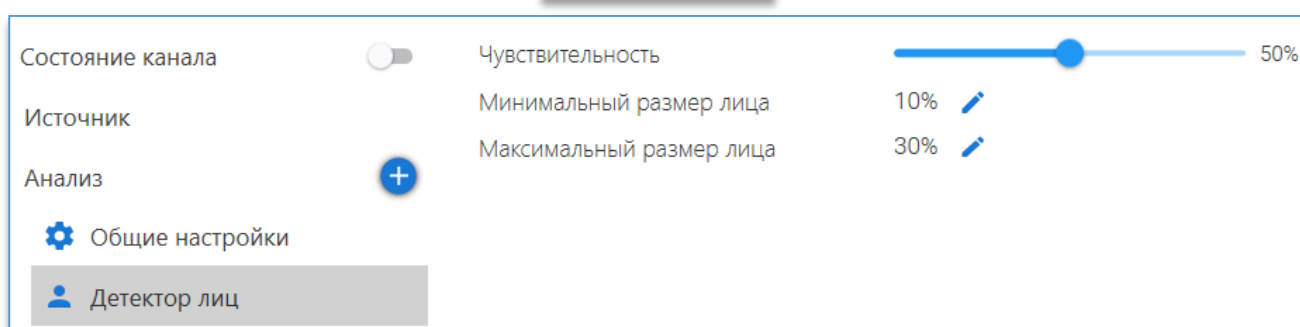 Состояние канала
Источник
Анализ
Общие настройки
Детектор лиц
Чувствительность 50%
Минимальный размер лица 10%
Максимальный размер лица 30%